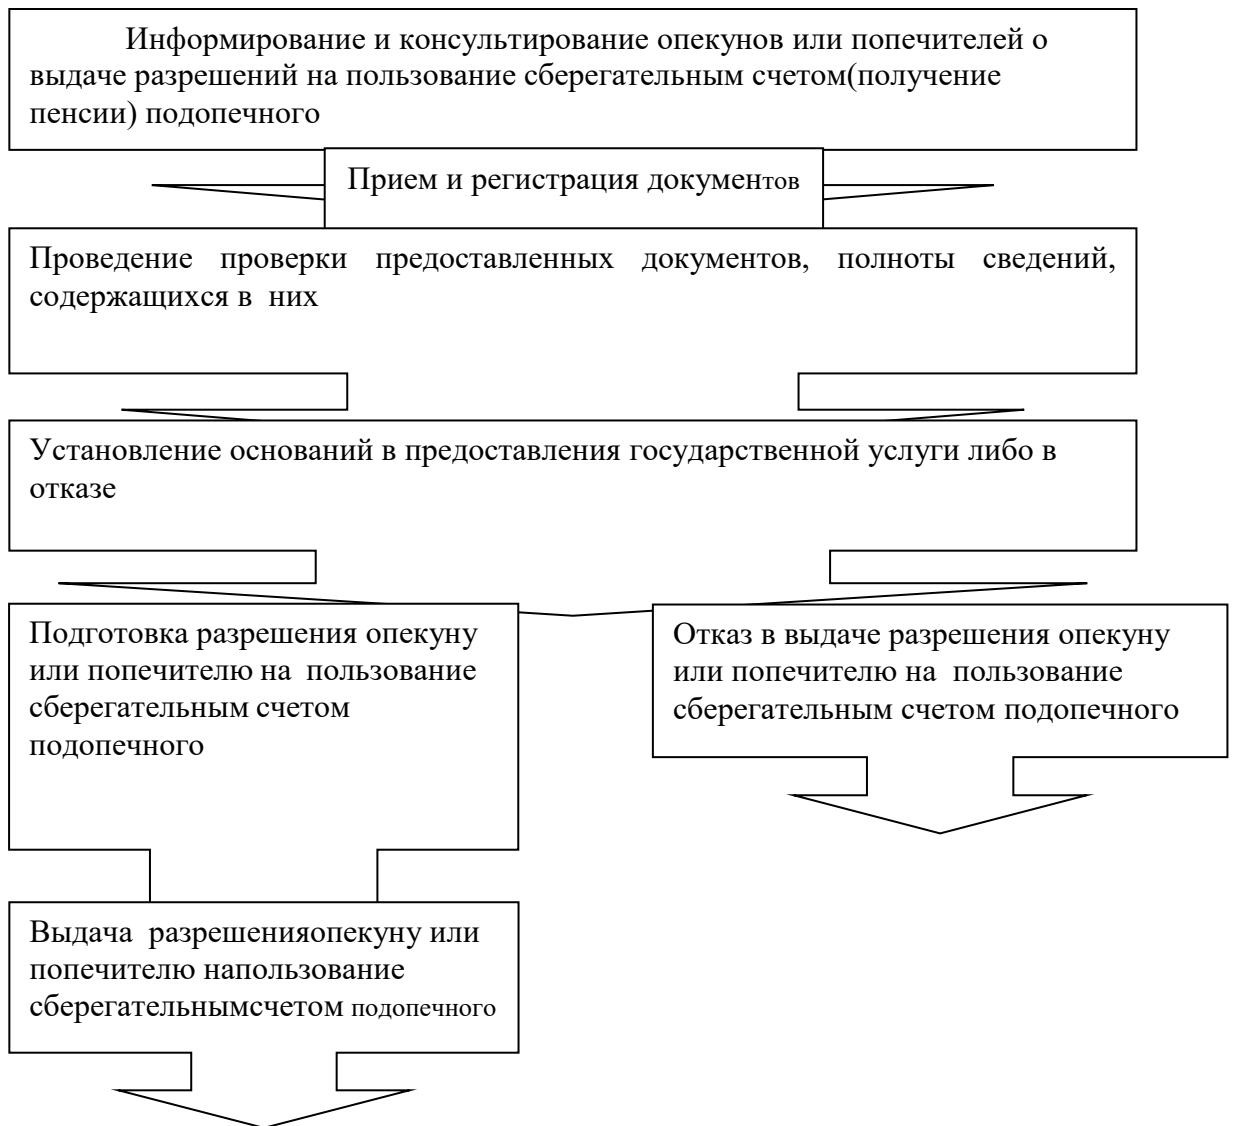 Информирование и консультирование опекунов или попечителей о
выдаче разрешений на пользование сберегательным счетом(получение
пенсии) подопечного
Прием и регистрация документов
Проведение проверки предоставленных документов, полноты сведений,
содержащихся в них
Установление оснований в предоставления государственной услуги либо в
отказе
Подготовка разрешения опекуну
или попечителю на пользование
сберегательным счетом
подопечного
Отказ в выдаче разрешения опекуну
или попечителю на пользование
сберегательным счетом подопечного
Выдача разрешенияопекуну или
попечителю напользование
сберегательнымсчетом подопечного